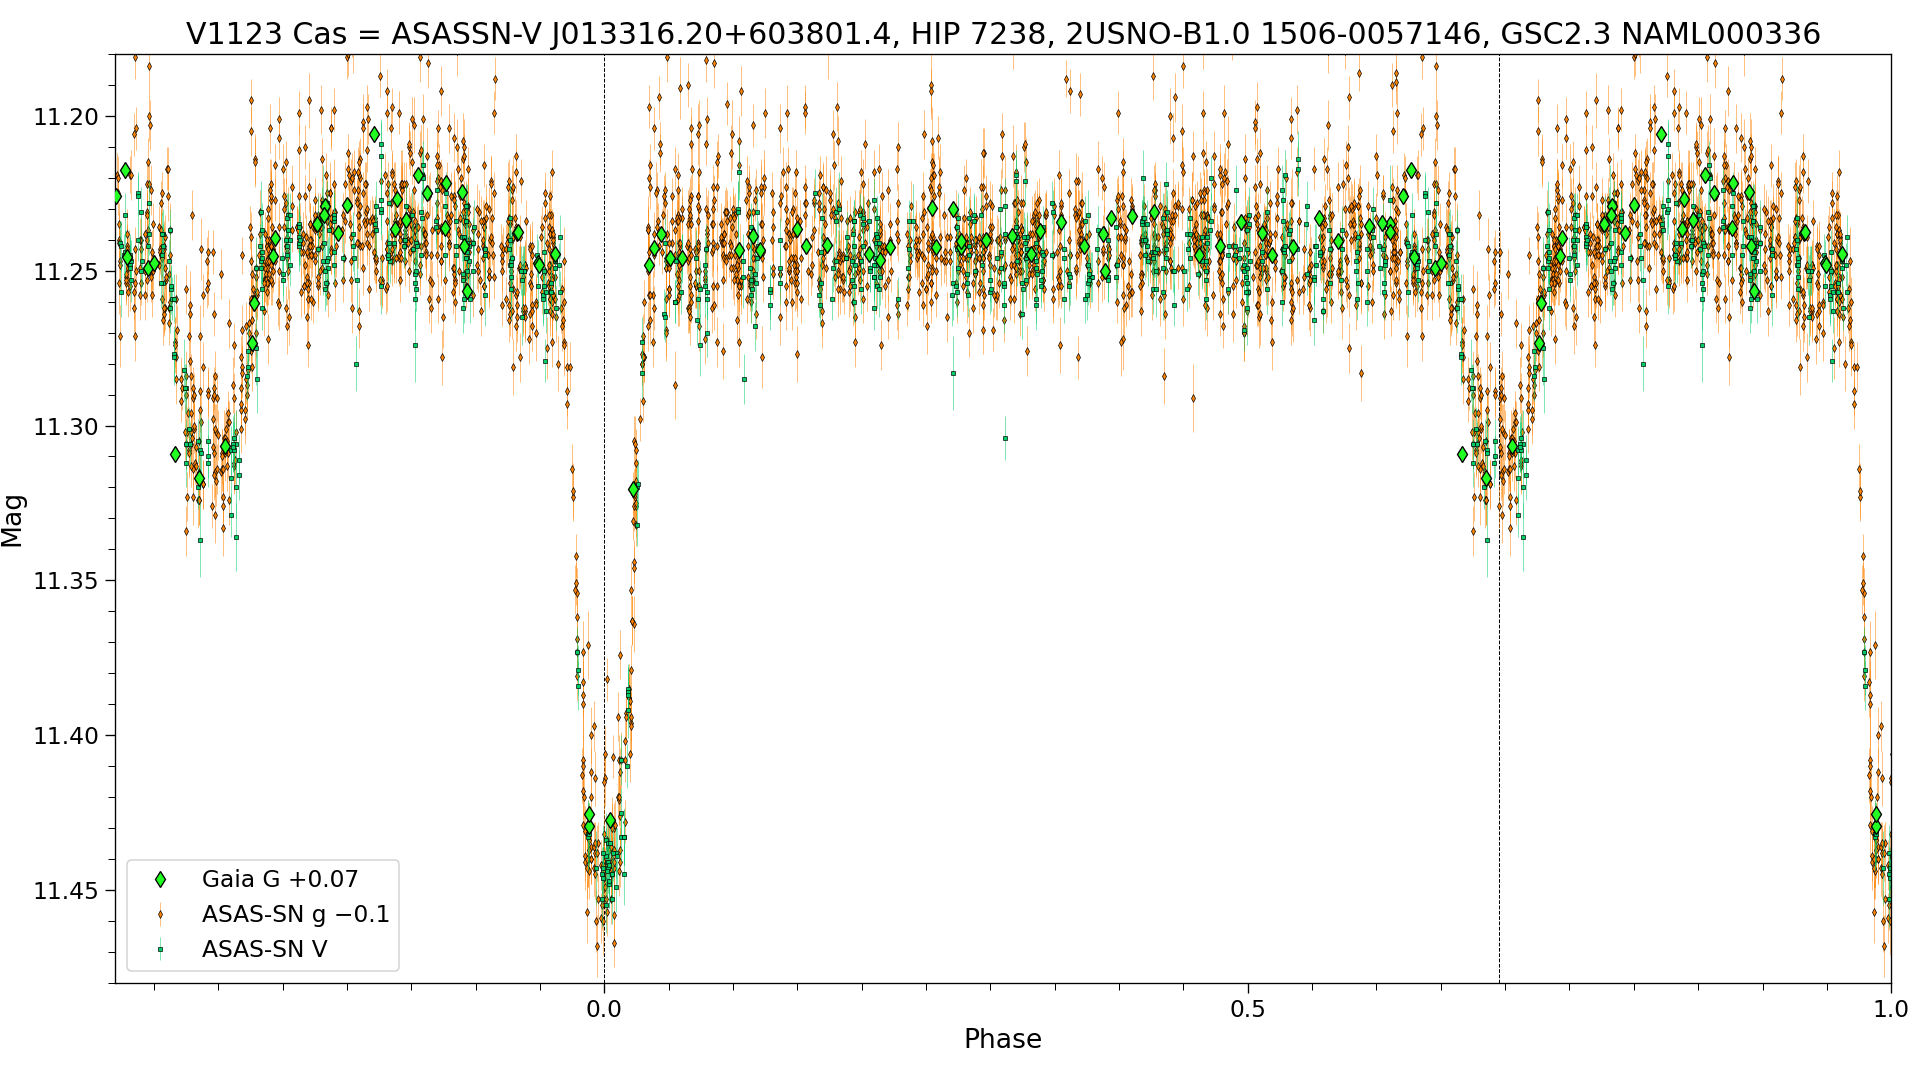 V1123 Cas = ASASSN-V J013316.20+603801.4, HIP 7238, 2USNO-B1.0 1506-0057146, GSC2.3 NAML000336
11.20
11.25
11.30
11.35
11.40
11.45
Mag
Gaia G +0.07
ASAS-SN g −0.1
ASAS-SN V
0.0
0.5
1.0
Phase